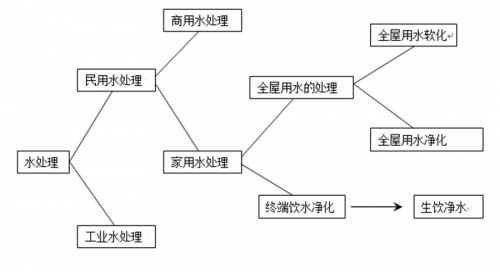 商用水处理
全屋用水软化
民用水处理
全屋用水的处理
全屋用水净化
水处理
家用水处理
终端饮水净化
生饮净水
工业水处理